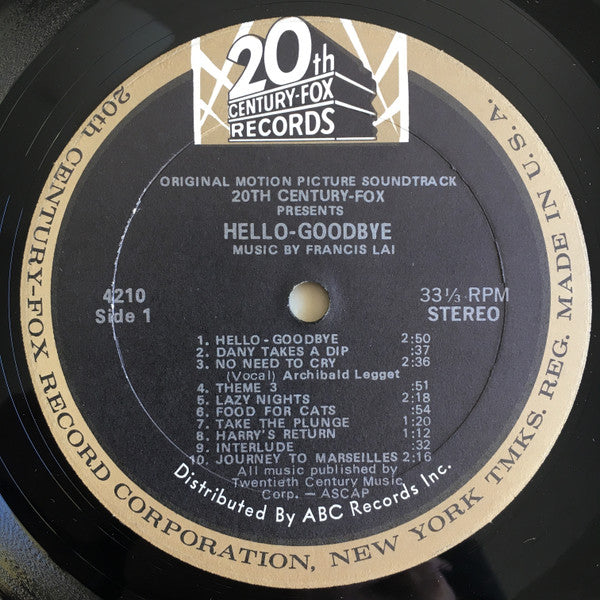 20th
CENTURY-FOX
RECORDS
ORIGINAL MOTION PICTURE SOUNDTRACK
20TH CENTURY-FOX
PRESENTS
HELLO-GOODBYE
MUSIC BY FRANCIS LAI
4210
Side 1
33⅓ RPM
STEREO
1. HELLO-GOODBYE 2:50
2. DANY TAKES A DIP :37
3. NO NEED TO CRY 2:36
(Vocal) Archibald Legget
4. THEME 3 :51
5. LAZY NIGHTS 2:18
6. FOOD FOR CATS :54
7. TAKE THE PLUNGE 1:20
8. HARRY'S RETURN 1:12
9. INTERLUDE :32
10. JOURNEY TO MARSEILLES 2:16
All music published by
Twentieth Century Music
Corp. — ASCAP
Distributed By ABC Records Inc.
20th CENTURY-FOX RECORD CORPORATION, NEW YORK TMKS. REG. MADE IN U.S.A.